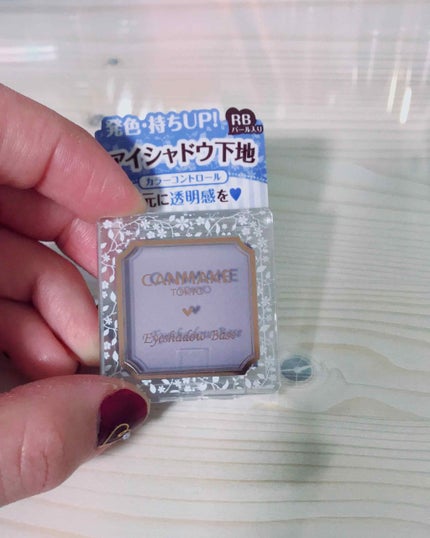 発色・持ちUP!
RB
パール入り
アイシャドウ下地
カラーコントロール
元に透明感を♥
CANMAKE
TOKYO
Eyeshadow Base